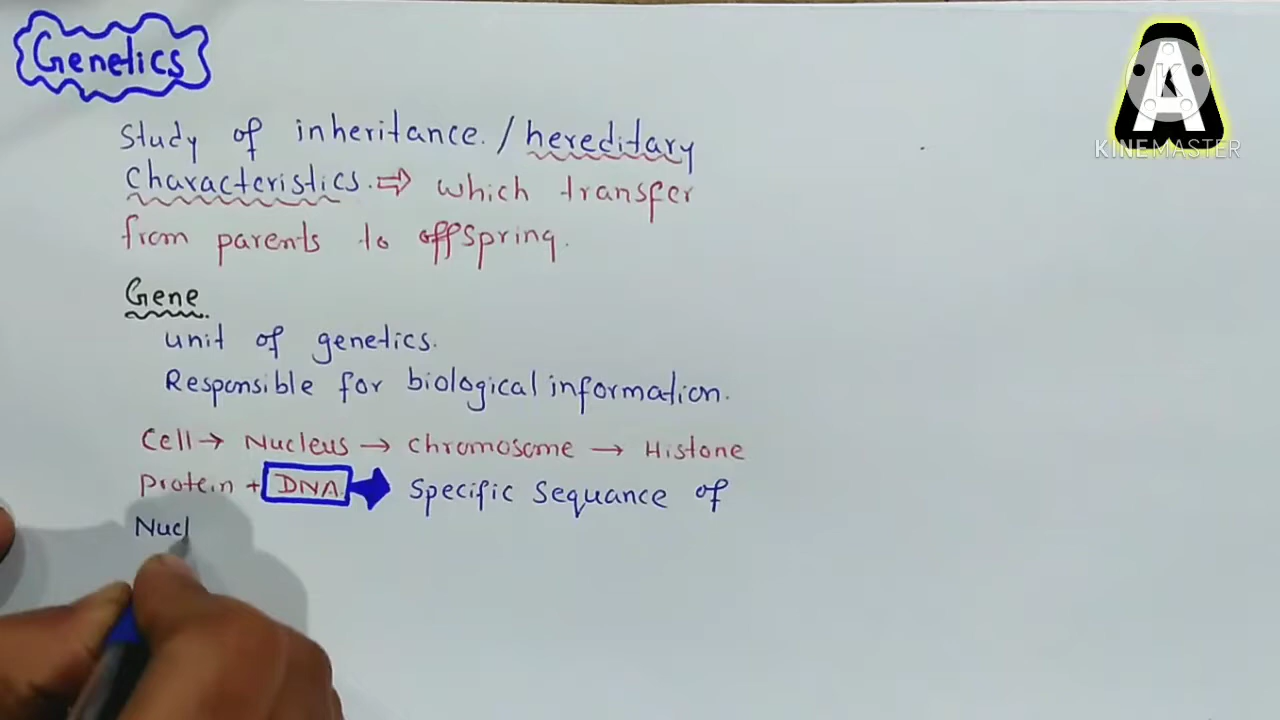 Genetics
Study of inheritance. / hereditary
characteristics. ⇒ which transfer
from parents to offspring.
Gene
unit of genetics.
Responsible for biological information.
Cell → Nucleus → chromosome → Histone
protein + DNA → Specific sequance of
Nucl
A
K
KINEMASTER